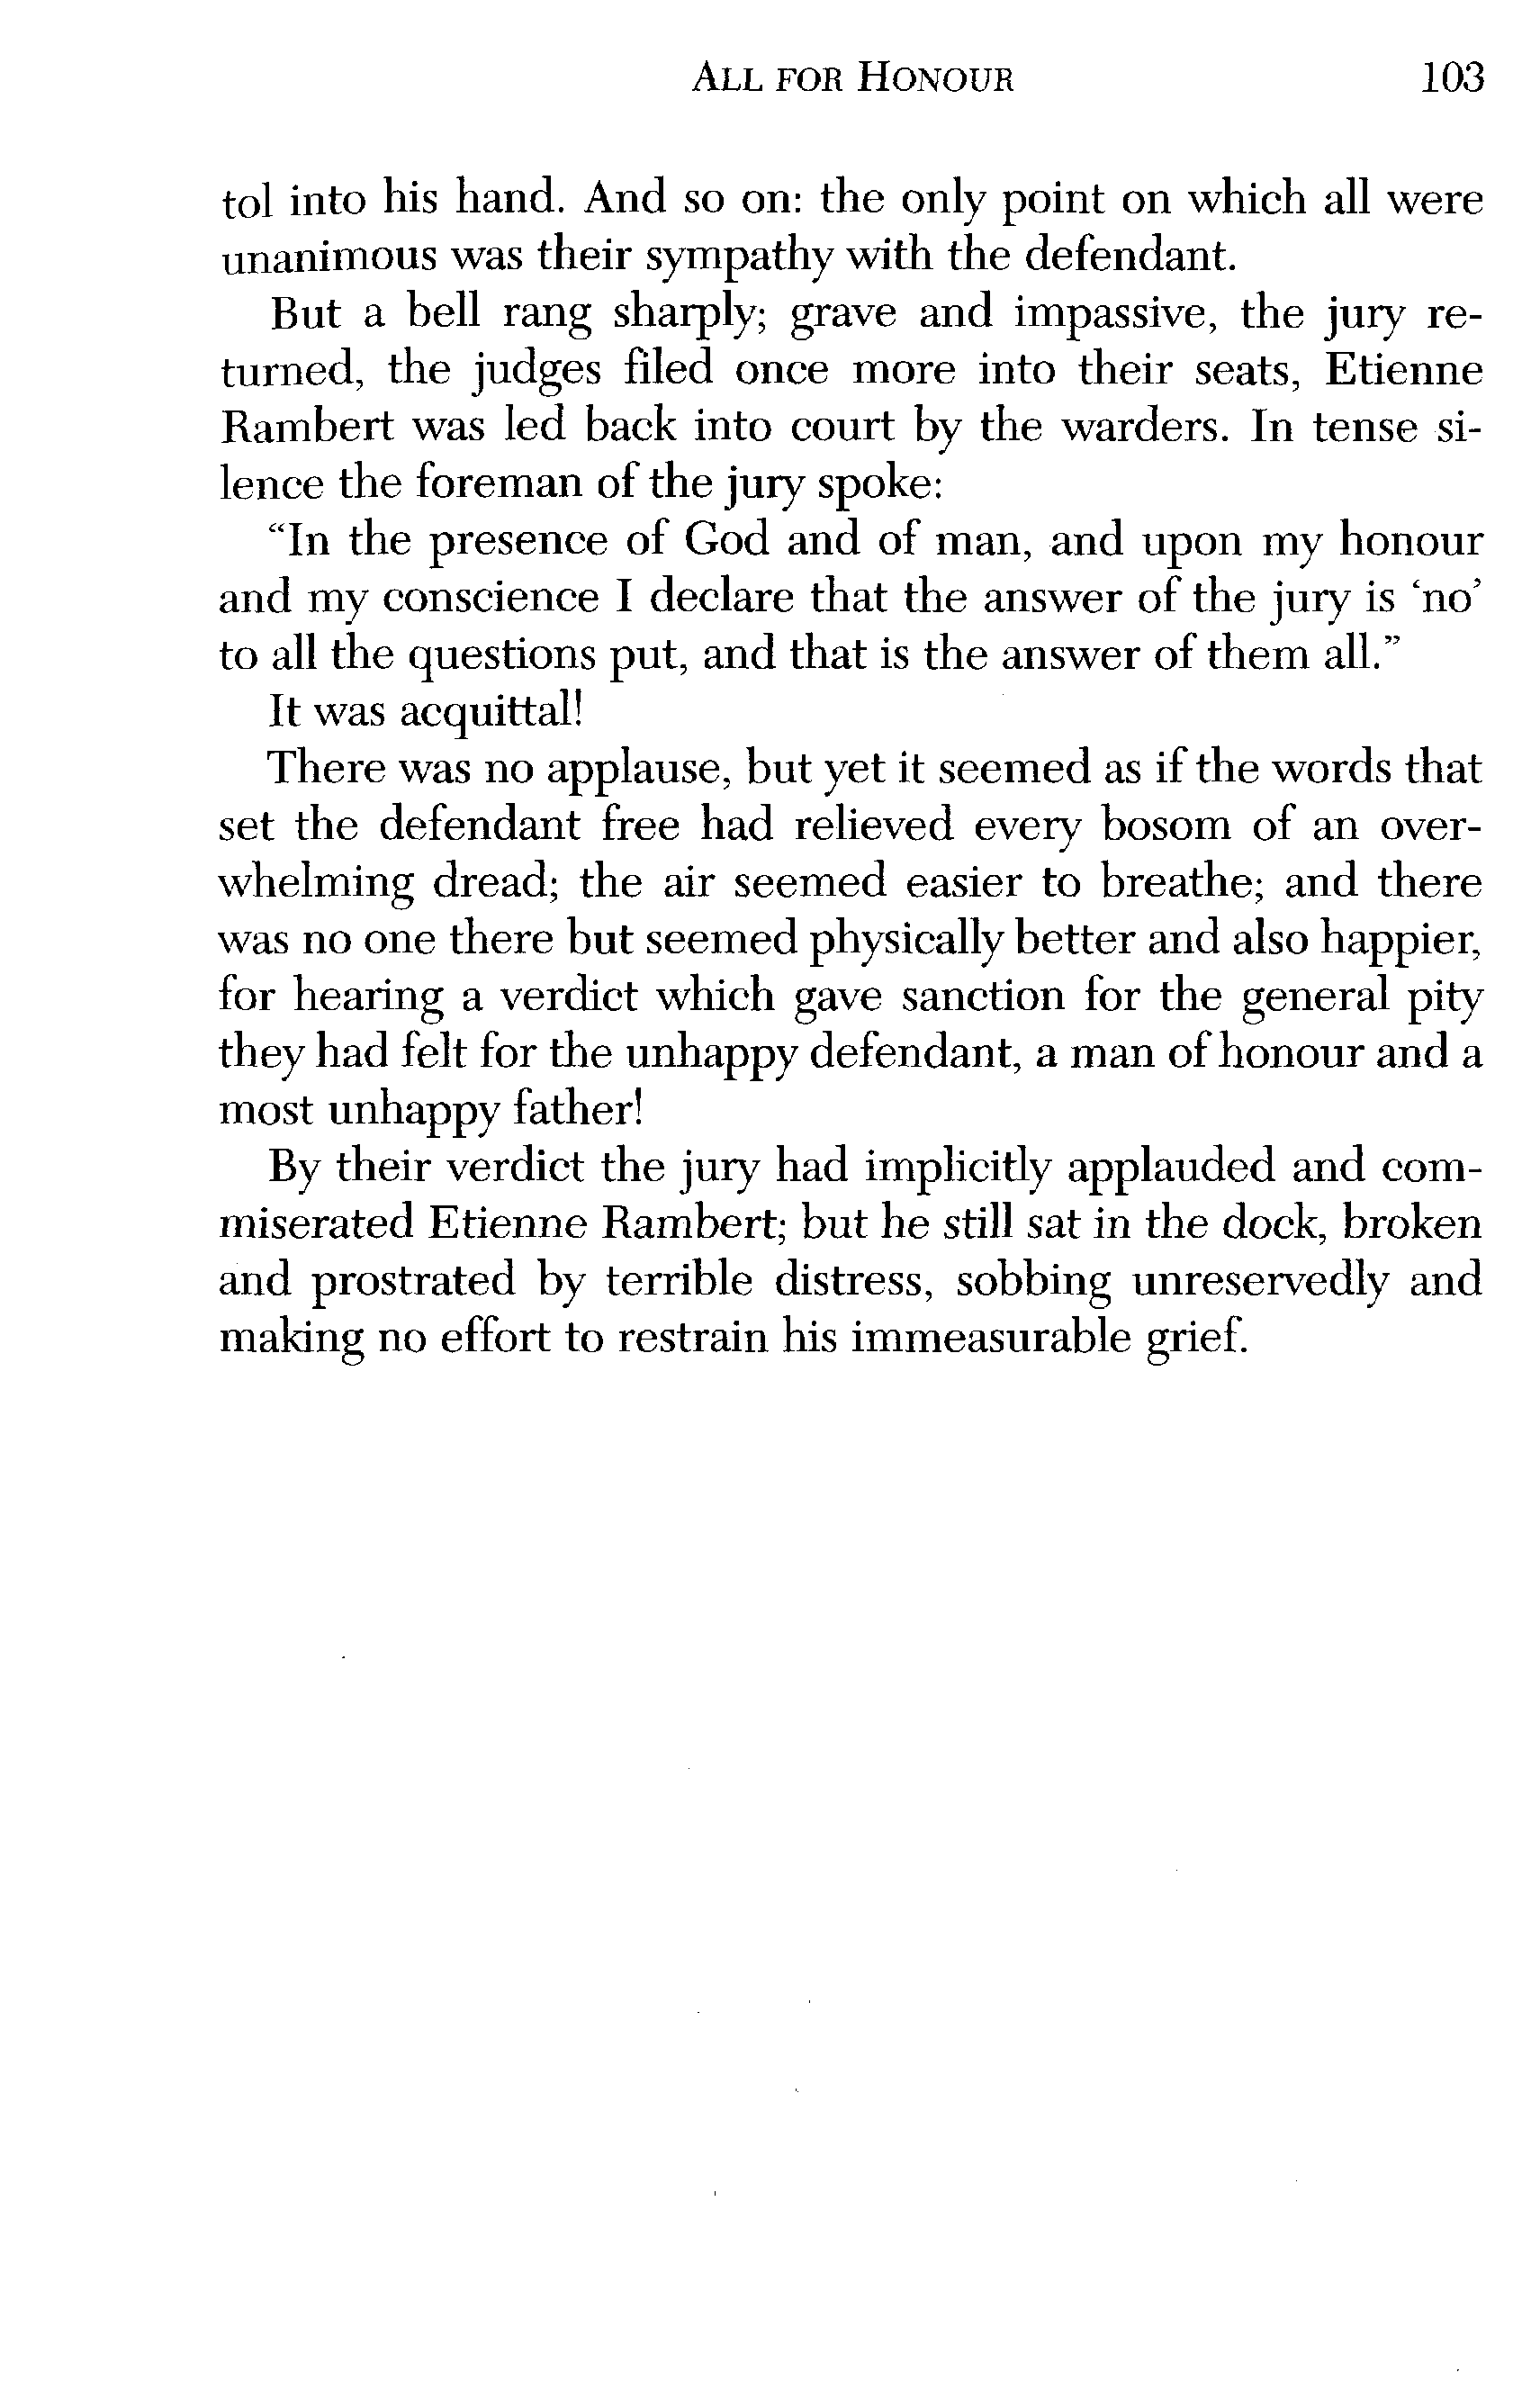 ALL FOR HONOUR 103
tol into his hand. And so on: the only point on which all were
unanimous was their sympathy with the defendant.
But a bell rang sharply; grave and impassive, the jury re-
turned, the judges filed once more into their seats, Etienne
Rambert was led back into court by the warders. In tense si-
lence the foreman of the jury spoke:
“In the presence of God and of man, and upon my honour
and my conscience I declare that the answer of the jury is ‘no’
to all the questions put, and that is the answer of them all.”
It was acquittal!
There was no applause, but yet it seemed as if the words that
set the defendant free had relieved every bosom of an over-
whelming dread; the air seemed easier to breathe; and there
was no one there but seemed physically better and also happier,
for hearing a verdict which gave sanction for the general pity
they had felt for the unhappy defendant, a man of honour and a
most unhappy father!
By their verdict the jury had implicitly applauded and com-
miserated Etienne Rambert; but he still sat in the dock, broken
and prostrated by terrible distress, sobbing unreservedly and
making no effort to restrain his immeasurable grief.